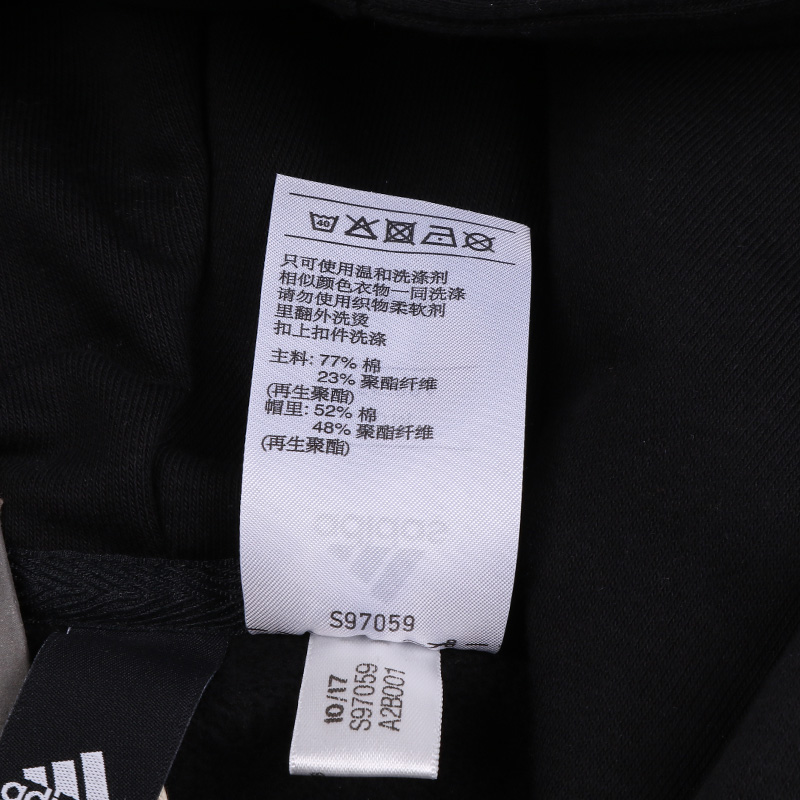 40
只可使用温和洗涤剂
相似颜色衣物一同洗涤
请勿使用织物柔软剂
里翻外洗烫
扣上扣件洗涤
主料: 77% 棉
23% 聚酯纤维
(再生聚酯)
帽里: 52% 棉
48% 聚酯纤维
(再生聚酯)
adidas
S97059
10/17
S97059
A2B001
adidas